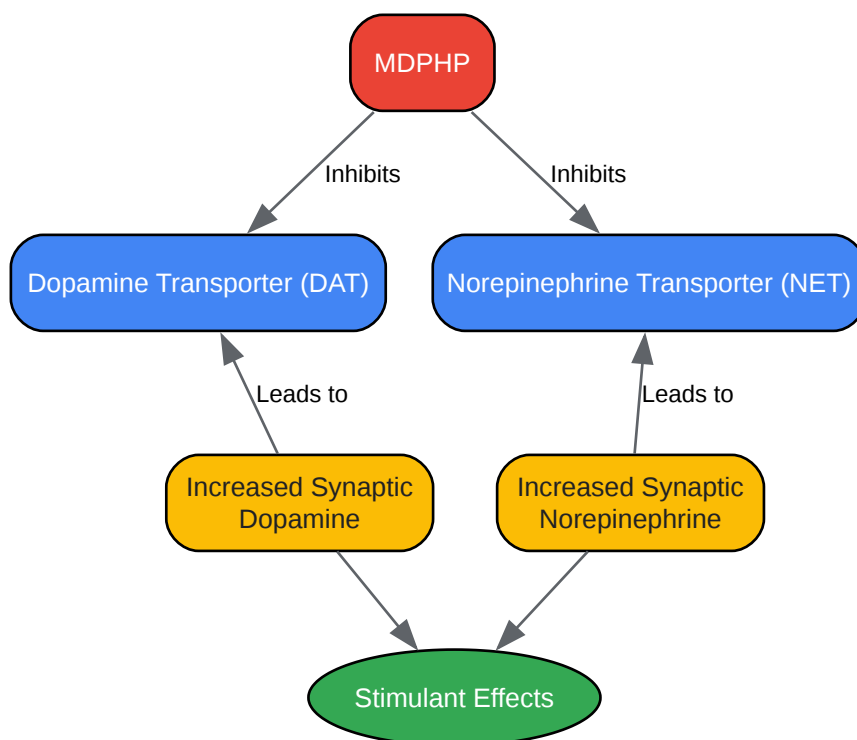 MDPHP
Inhibits
Inhibits
Dopamine Transporter (DAT)
Norepinephrine Transporter (NET)
Leads to
Leads to
Increased Synaptic
Dopamine
Increased Synaptic
Norepinephrine
Stimulant Effects